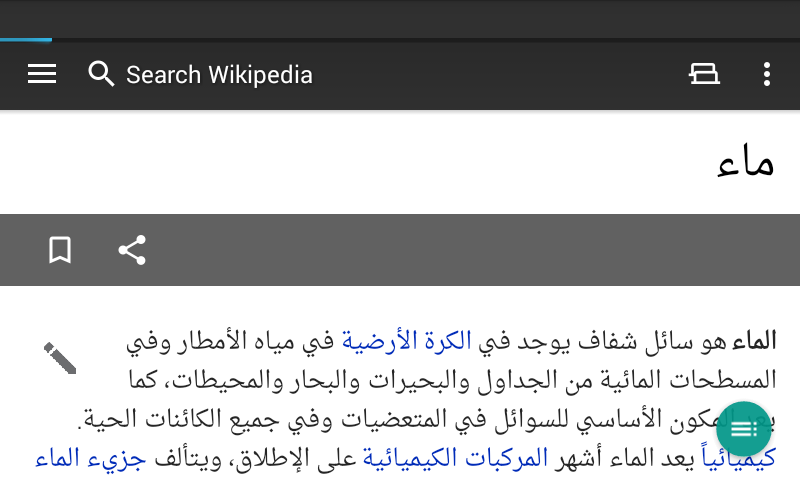 Search Wikipedia
ماء
الماء هو سائل شفاف يوجد في الكرة الأرضية في مياه الأمطار وفي
المسطحات المائية من الجداول والبحيرات والبحار والمحيطات، كما
يعد المكون الأساسي للسوائل في المتعضيات وفي جميع الكائنات الحية.
كيميائياً يعد الماء أشهر المركبات الكيميائية على الإطلاق، ويتألف جزيء الماء